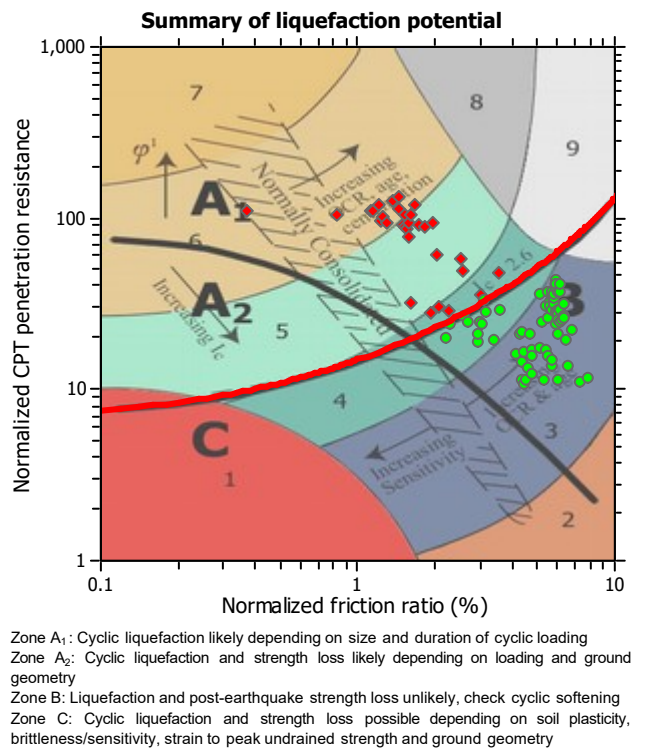 Summary of liquefaction potential
1,000
100
10
1
Normalized CPT penetration resistance
7
8
9
φ'
A1
Increasing
OCR, age,
cementation
Normally Consolidated
6
A2
Increasing Ic
5
Ic = 2.6
B
4
Increasing
OCR & age
3
C
1
Increasing
Sensitivity
2
0.1
1
10
Normalized friction ratio (%)
Zone A1: Cyclic liquefaction likely depending on size and duration of cyclic loading
Zone A2: Cyclic liquefaction and strength loss likely depending on loading and ground
geometry
Zone B: Liquefaction and post-earthquake strength loss unlikely, check cyclic softening
Zone C: Cyclic liquefaction and strength loss possible depending on soil plasticity,
brittleness/sensitivity, strain to peak undrained strength and ground geometry